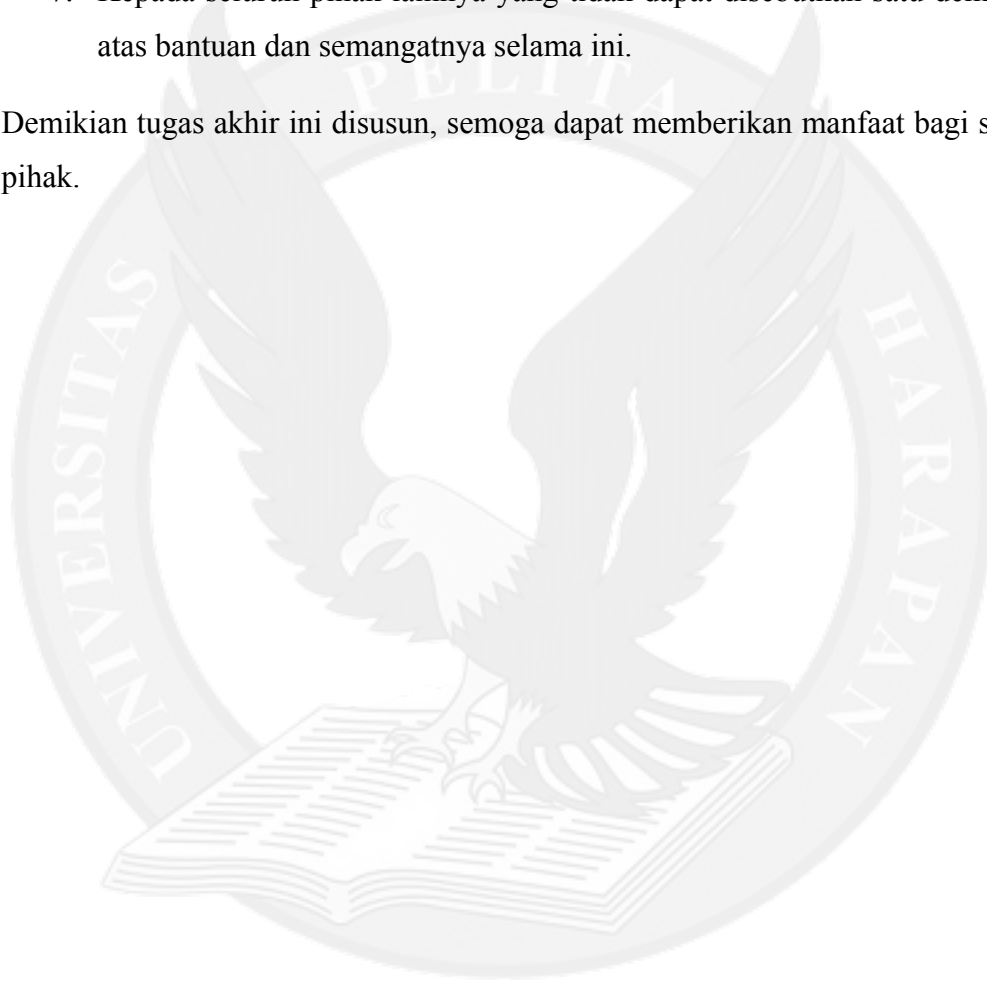 atas bantuan dan semangatnya selama ini.
Demikian tugas akhir ini disusun, semoga dapat memberikan manfaat bagi
pihak.
UNIVERSITAS PELITA HARAPAN